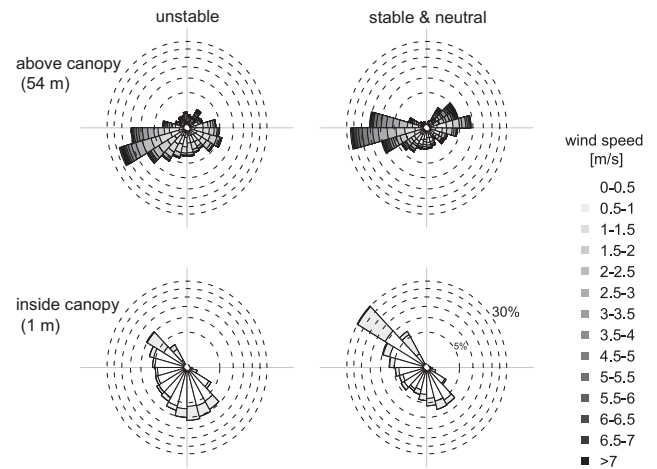 unstable
stable & neutral
above canopy
(54 m)
wind speed
[m/s]
0-0.5
0.5-1
1-1.5
1.5-2
2-2.5
2.5-3
3-3.5
3.5-4
4.5-5
5-5.5
5.5-6
6-6.5
6.5-7
>7
inside canopy
(1 m)
30%
5%